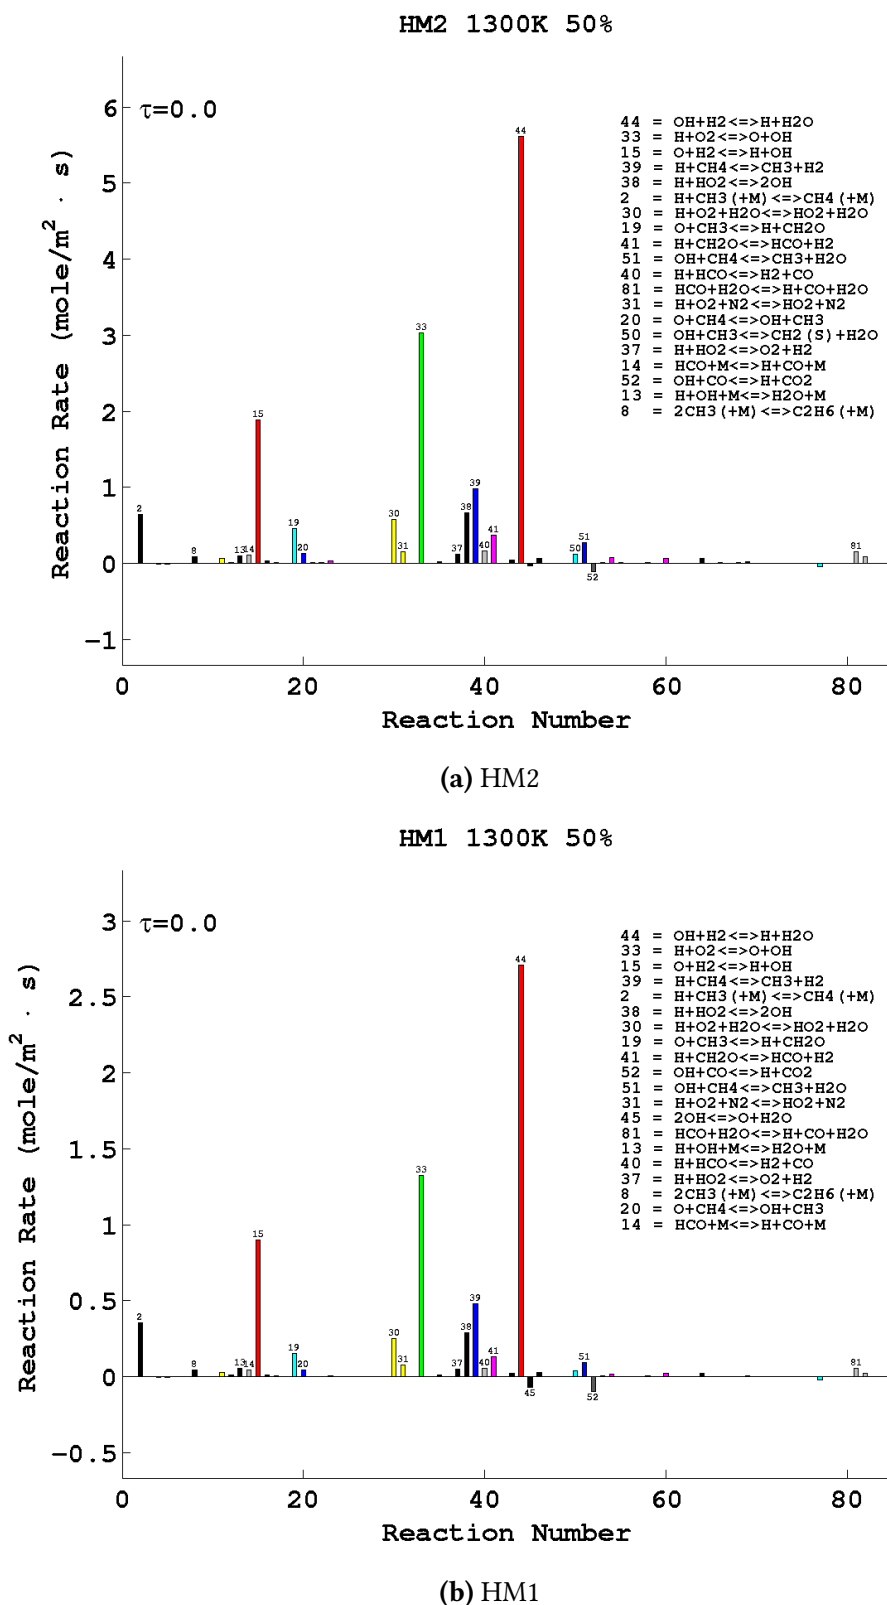 HM2 1300K 50%
τ=0.0
44 = OH+H2<=>H+H2O
33 = H+O2<=>O+OH
15 = O+H2<=>H+OH
39 = H+CH4<=>CH3+H2
38 = H+HO2<=>2OH
2 = H+CH3(+M)<=>CH4(+M)
30 = H+O2+H2O<=>HO2+H2O
19 = O+CH3<=>H+CH2O
41 = H+CH2O<=>HCO+H2
51 = OH+CH4<=>CH3+H2O
40 = H+HCO<=>H2+CO
81 = HCO+H2O<=>H+CO+H2O
31 = H+O2+N2<=>HO2+N2
20 = O+CH4<=>OH+CH3
50 = OH+CH3<=>CH2(S)+H2O
37 = H+HO2<=>O2+H2
14 = HCO+M<=>H+CO+M
52 = OH+CO<=>H+CO2
13 = H+OH+M<=>H2O+M
8 = 2CH3(+M)<=>C2H6(+M)
Reaction Rate (mole/m² · s)
6
5
4
3
2
1
0
−1
2
8
13
14
15
19
20
30
31
33
37
38
39
40
41
44
50
51
52
81
0 20 40 60 80
Reaction Number
(a) HM2
HM1 1300K 50%
τ=0.0
44 = OH+H2<=>H+H2O
33 = H+O2<=>O+OH
15 = O+H2<=>H+OH
39 = H+CH4<=>CH3+H2
2 = H+CH3(+M)<=>CH4(+M)
38 = H+HO2<=>2OH
30 = H+O2+H2O<=>HO2+H2O
19 = O+CH3<=>H+CH2O
41 = H+CH2O<=>HCO+H2
52 = OH+CO<=>H+CO2
51 = OH+CH4<=>CH3+H2O
31 = H+O2+N2<=>HO2+N2
45 = 2OH<=>O+H2O
81 = HCO+H2O<=>H+CO+H2O
13 = H+OH+M<=>H2O+M
40 = H+HCO<=>H2+CO
37 = H+HO2<=>O2+H2
8 = 2CH3(+M)<=>C2H6(+M)
20 = O+CH4<=>OH+CH3
14 = HCO+M<=>H+CO+M
Reaction Rate (mole/m² · s)
3
2.5
2
1.5
1
0.5
0
−0.5
2
8
13
14
15
19
20
30
31
33
37
38
39
40
41
44
45
51
52
81
0 20 40 60 80
Reaction Number
(b) HM1